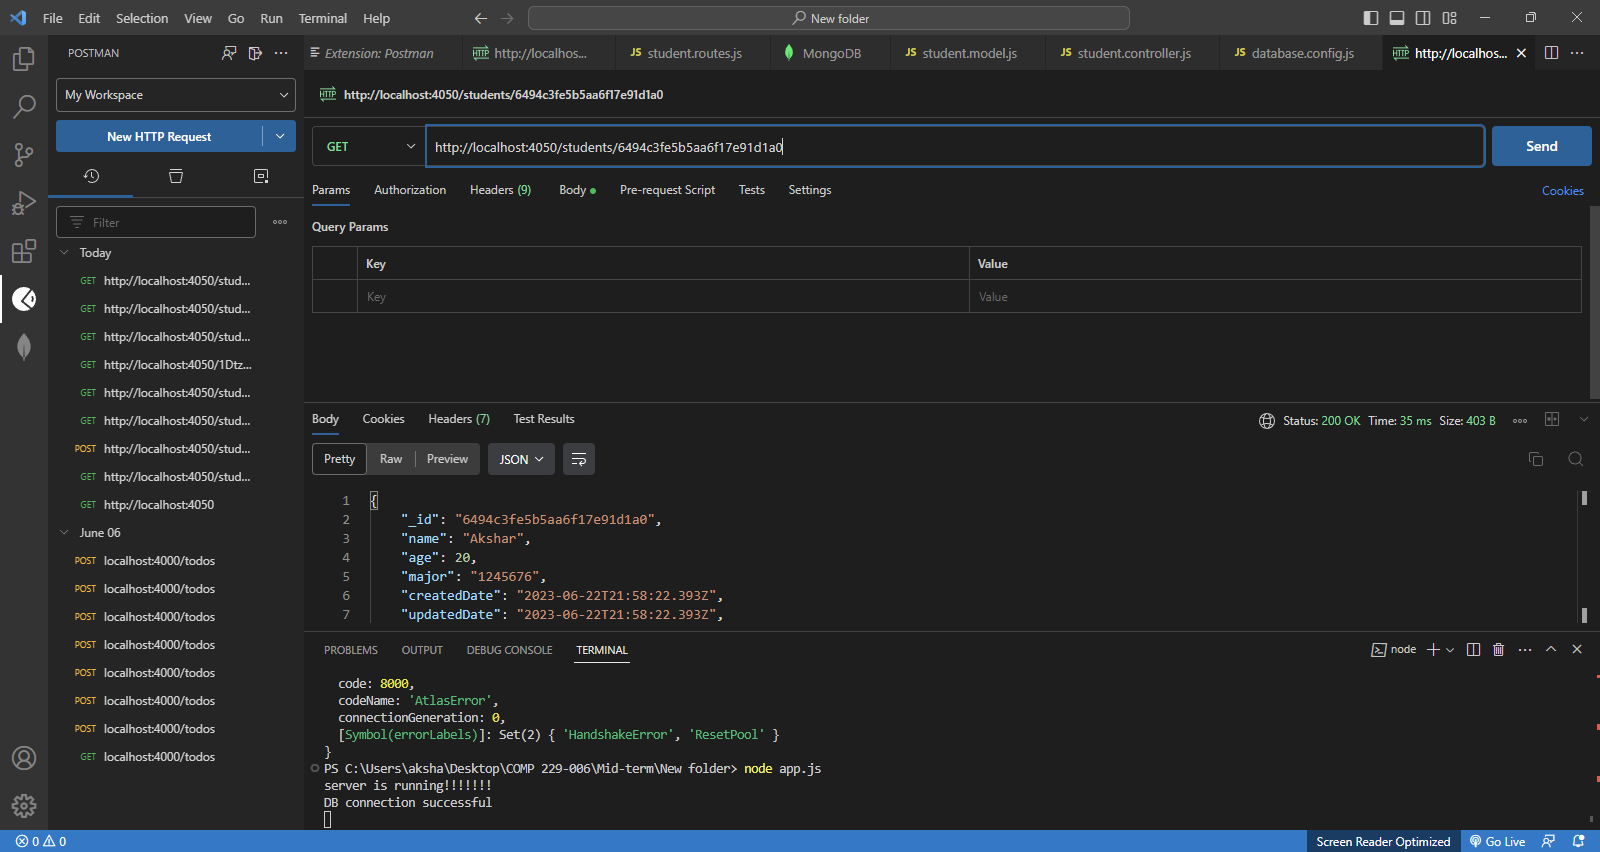 File Edit Selection View Go Run Terminal Help
New folder
POSTMAN
Extension: Postman
http://localhos...
student.routes.js
MongoDB
student.model.js
student.controller.js
database.config.js
http://localhos...
My Workspace
New HTTP Request
Filter
Today
GET http://localhost:4050/stud...
GET http://localhost:4050/stud...
GET http://localhost:4050/stud...
GET http://localhost:4050/1Dtz...
GET http://localhost:4050/stud...
GET http://localhost:4050/stud...
POST http://localhost:4050/stud...
GET http://localhost:4050/stud...
GET http://localhost:4050
June 06
POST localhost:4000/todos
POST localhost:4000/todos
POST localhost:4000/todos
POST localhost:4000/todos
POST localhost:4000/todos
POST localhost:4000/todos
POST localhost:4000/todos
GET localhost:4000/todos
HTTP http://localhost:4050/students/6494c3fe5b5aa6f17e91d1a0
GET http://localhost:4050/students/6494c3fe5b5aa6f17e91d1a0 Send
Params Authorization Headers (9) Body Pre-request Script Tests Settings Cookies
Query Params
Key Value
Key Value
Body Cookies Headers (7) Test Results Status: 200 OK Time: 35 ms Size: 403 B
Pretty Raw Preview JSON
1 {
2 "_id": "6494c3fe5b5aa6f17e91d1a0",
3 "name": "Akshar",
4 "age": 20,
5 "major": "1245676",
6 "createdDate": "2023-06-22T21:58:22.393Z",
7 "updatedDate": "2023-06-22T21:58:22.393Z",
PROBLEMS OUTPUT DEBUG CONSOLE TERMINAL node
code: 8000,
codeName: 'AtlasError',
connectionGeneration: 0,
[Symbol(errorLabels)]: Set(2) { 'HandshakeError', 'ResetPool' }
}
PS C:\Users\aksha\Desktop\COMP 229-006\Mid-term\New folder> node app.js
server is running!!!!!!!
DB connection successful
0 0 Screen Reader Optimized Go Live